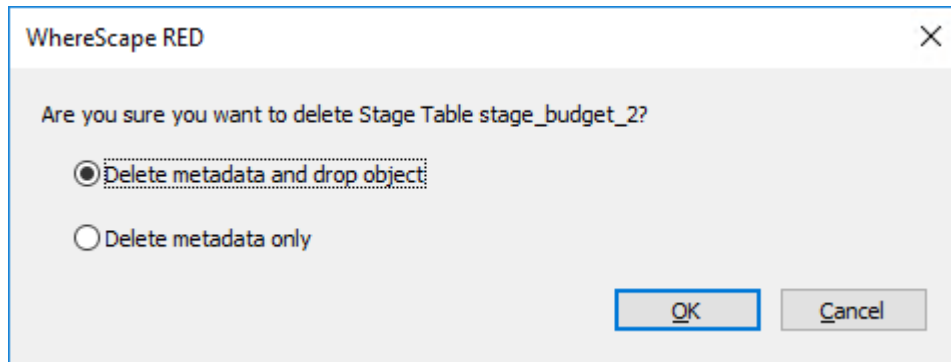 WhereScape RED
Are you sure you want to delete Stage Table stage_budget_2?
Delete metadata and drop object
Delete metadata only
OK
Cancel